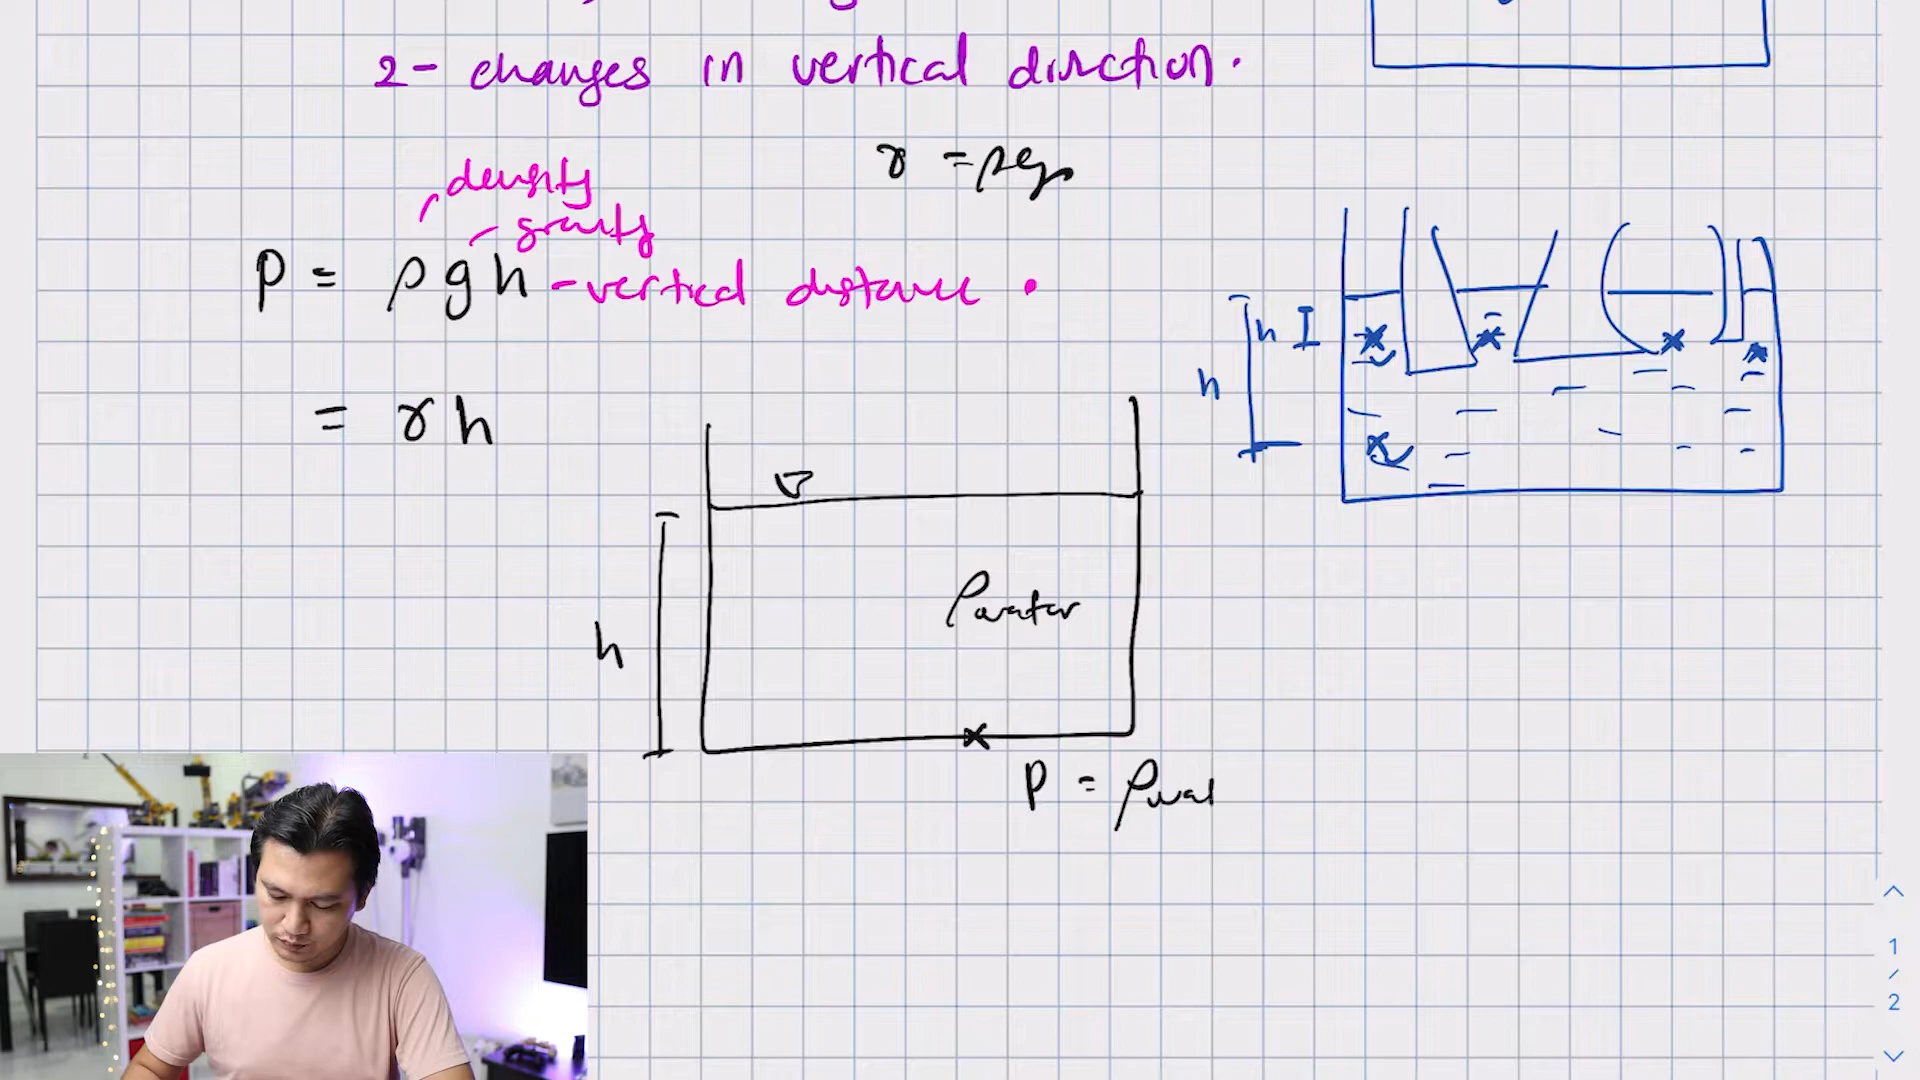 2- changes in vertical direction.
γ = ρg
density
gravity
P = ρgh - vertical distance .
= γh
h
h
h
ρwater
P = ρwat
1
/
2